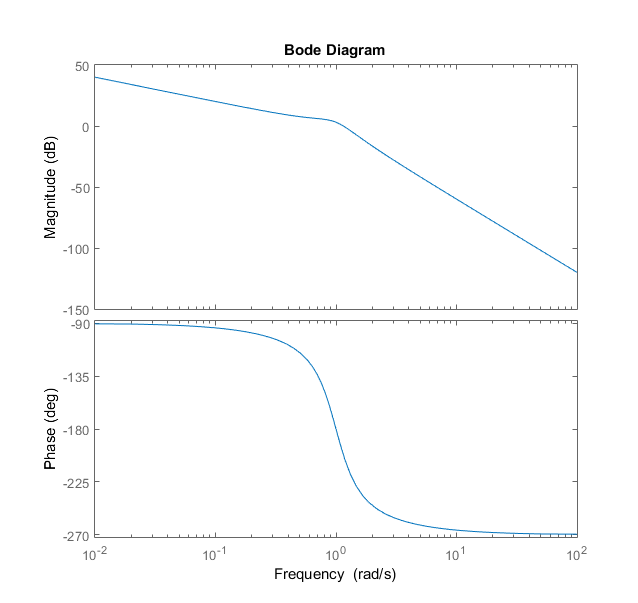 Bode Diagram
50
0
-50
-100
-150
Magnitude (dB)
-90
-135
-180
-225
-270
Phase (deg)
10^-2 10^-1 10^0 10^1 10^2
Frequency (rad/s)